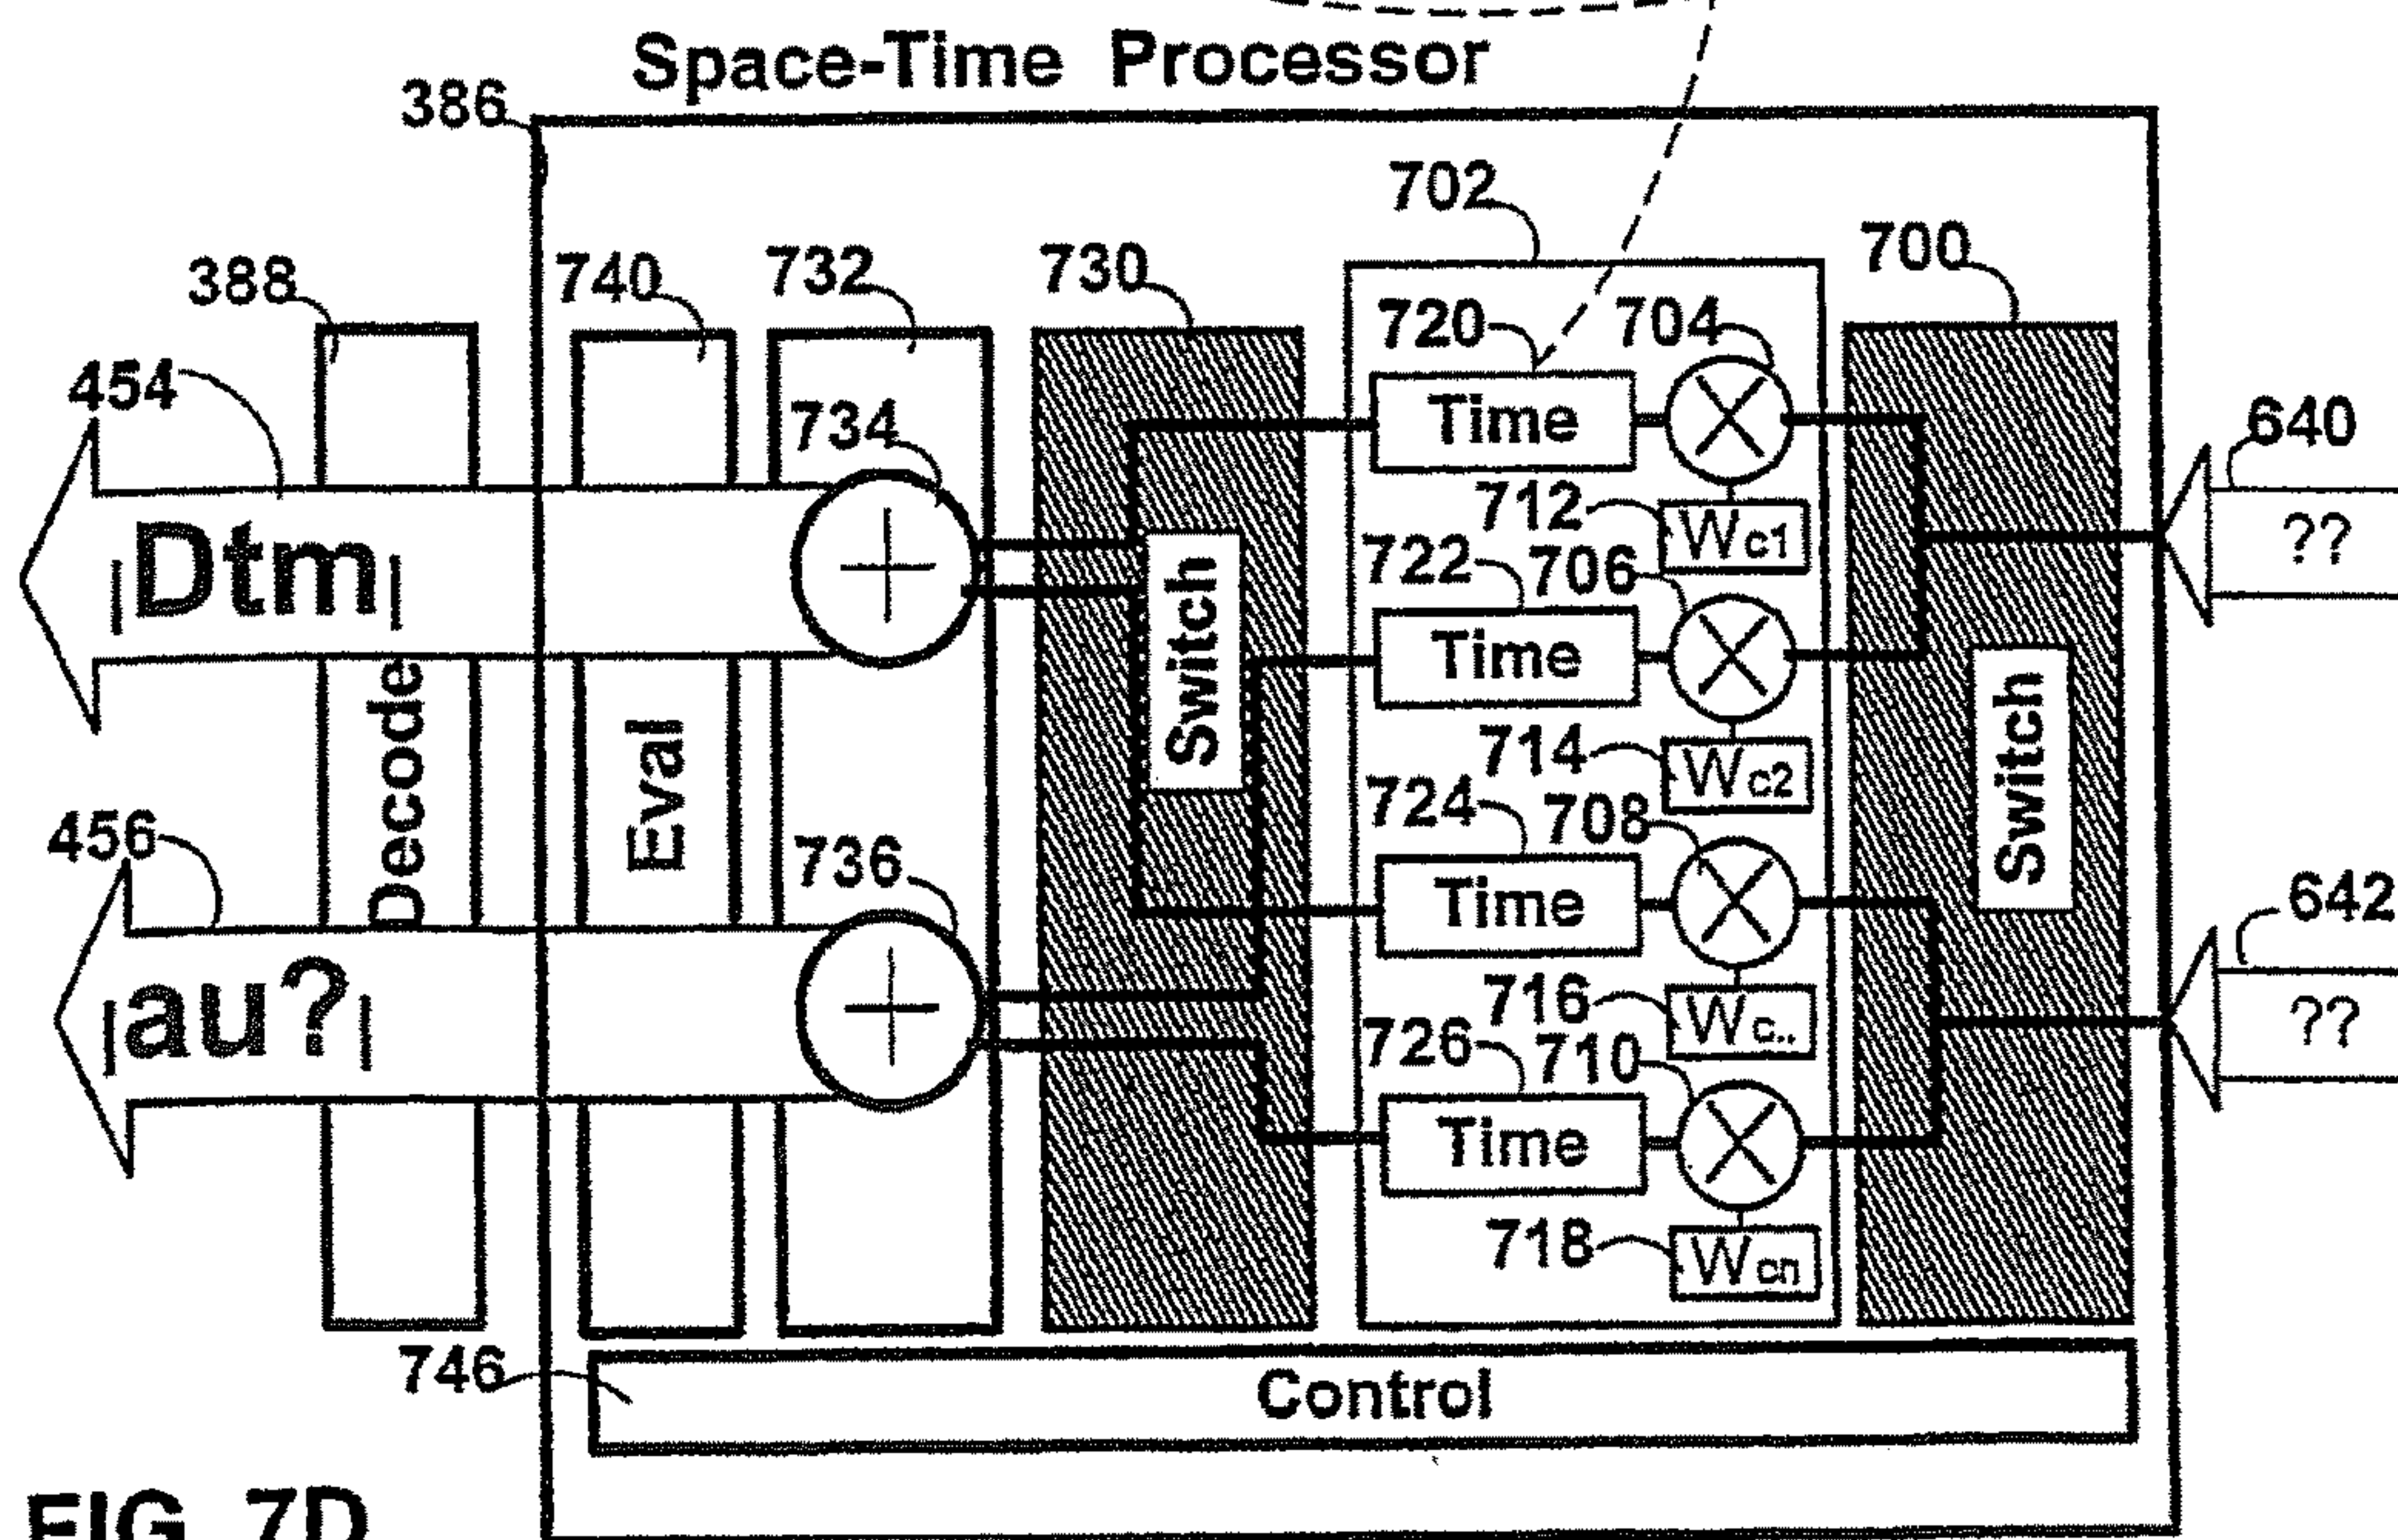 Space-Time Processor
386
702
700
388
740
732
730
720
704
454
734
Time
640
712
Wc1
??
722
706
Dtm
Switch
Time
Switch
714
Wc2
Decode
Eval
724
708
456
736
Time
642
716
Wc..
au?
726
710
??
Time
718
Wcn
746
Control
FIG. 7D